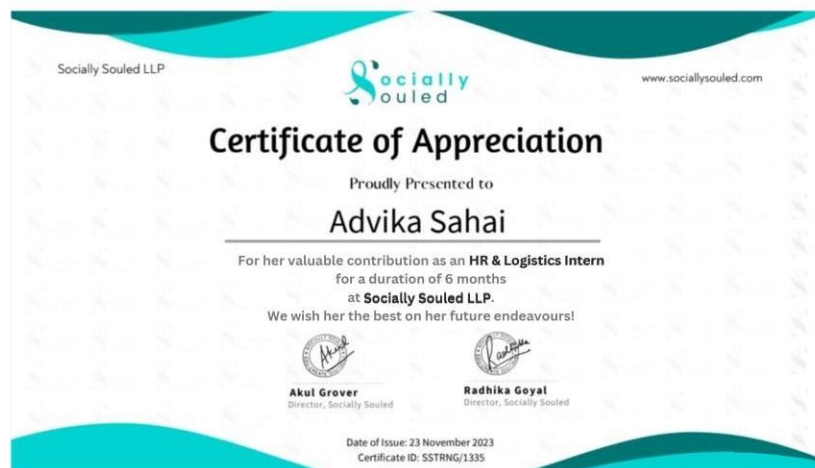 Socially Souled LLP
www.sociallysouled.com
Socially
Souled
Certificate of Appreciation
Proudly Presented to
Advika Sahai
For her valuable contribution as an HR & Logistics Intern
for a duration of 6 months
at Socially Souled LLP.
We wish her the best on her future endeavours!
Akul Grover
Director, Socially Souled
Radhika Goyal
Director, Socially Souled
Date of Issue: 23 November 2023
Certificate ID: SSTRNG/1335